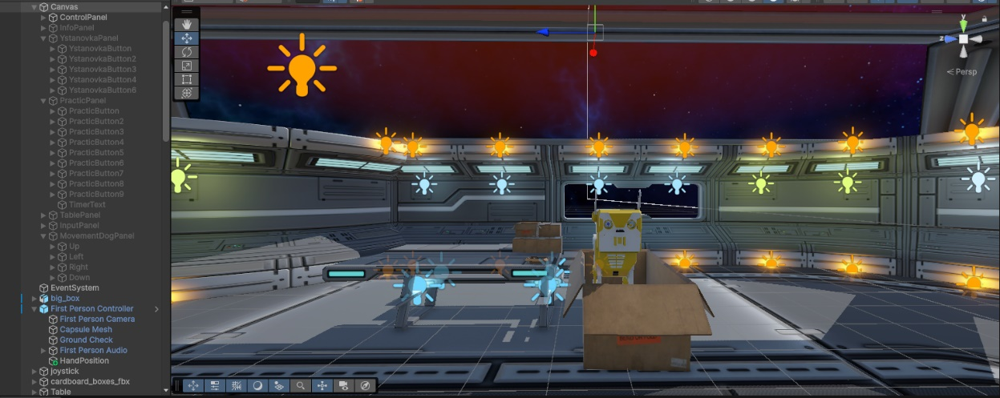 Canvas
ControlPanel
InfoPanel
YstanovkaPanel
YstanovkaButton
YstanovkaButton2
YstanovkaButton3
YstanovkaButton4
YstanovkaButton6
PracticPanel
PracticButton
PracticButton2
PracticButton3
PracticButton4
PracticButton5
PracticButton6
PracticButton7
PracticButton8
PracticButton9
TimerText
TablePanel
InputPanel
MovementDogPanel
Up
Left
Right
Down
EventSystem
big_box
First Person Controller
First Person Camera
Capsule Mesh
Ground Check
First Person Audio
HandPosition
joystick
cardboard_boxes_fbx
Table
y
z
Persp